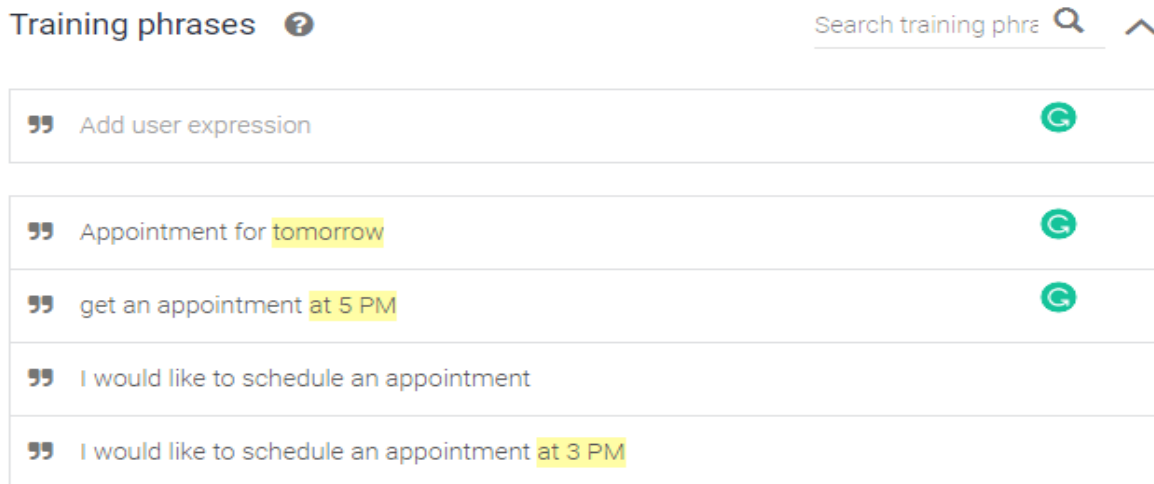 Training phrases ?
Search training phra
Add user expression
Appointment for tomorrow
get an appointment at 5 PM
I would like to schedule an appointment
I would like to schedule an appointment at 3 PM